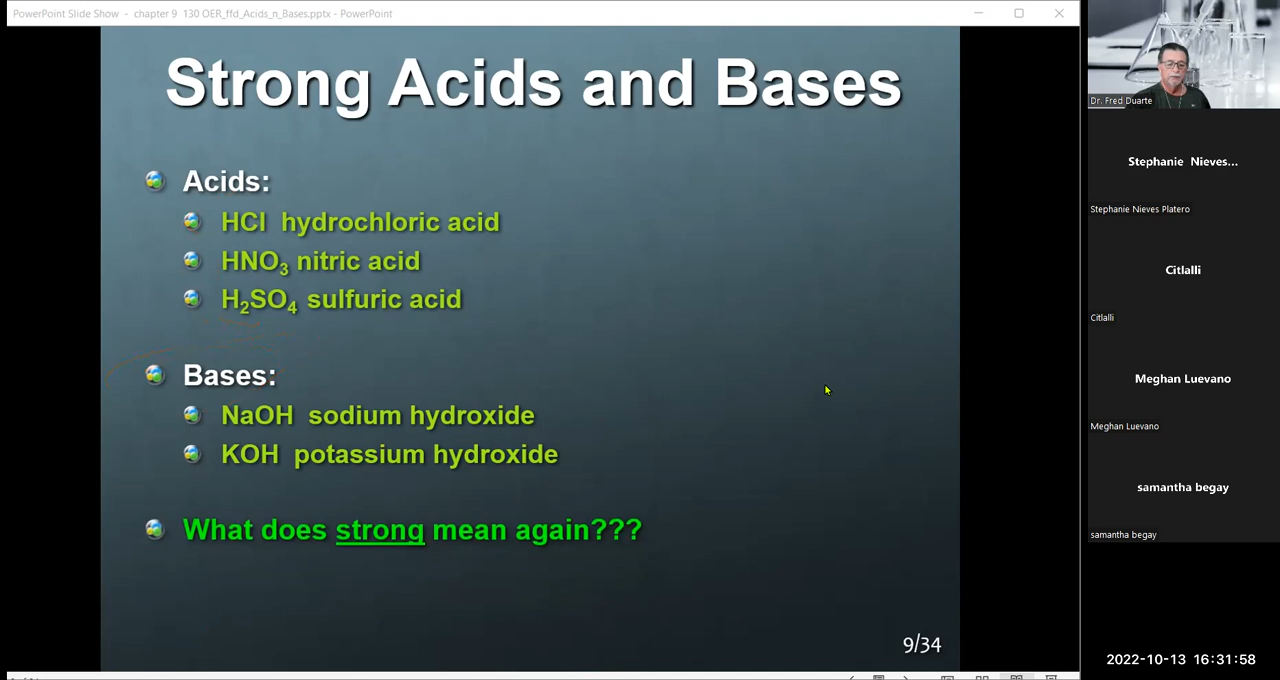 PowerPoint Slide Show - chapter 9 130 OER_ffd_Acids_n_Bases.pptx - PowerPoint
Strong Acids and Bases
Acids:
HCl hydrochloric acid
HNO₃ nitric acid
H₂SO₄ sulfuric acid
Bases:
NaOH sodium hydroxide
KOH potassium hydroxide
What does strong mean again???
9/34
Dr. Fred Duarte
Stephanie Nieves...
Stephanie Nieves Platero
Citlalli
Citlalli
Meghan Luevano
Meghan Luevano
samantha begay
samantha begay
2022-10-13 16:31:58